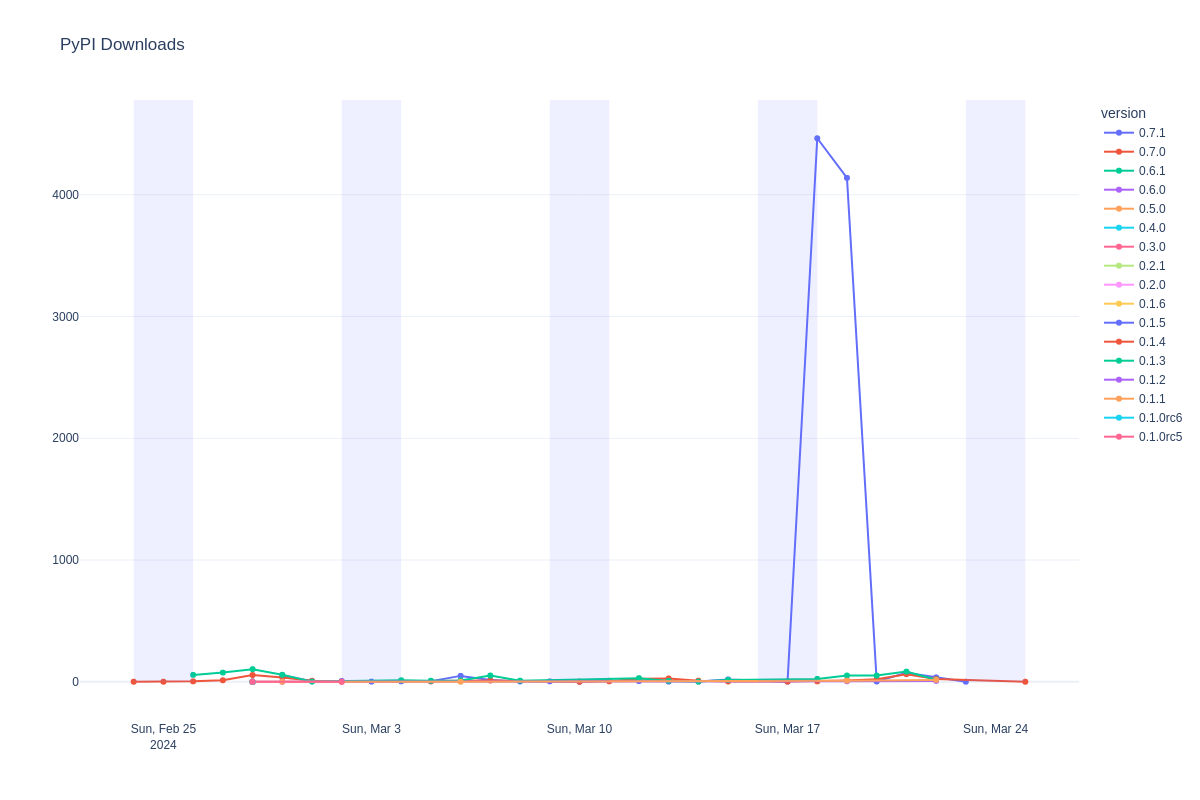 PyPI Downloads
version
0.7.1
0.7.0
0.6.1
0.6.0
0.5.0
0.4.0
0.3.0
0.2.1
0.2.0
0.1.6
0.1.5
0.1.4
0.1.3
0.1.2
0.1.1
0.1.0rc6
0.1.0rc5
4000
3000
2000
1000
0
Sun, Feb 25
2024
Sun, Mar 3
Sun, Mar 10
Sun, Mar 17
Sun, Mar 24